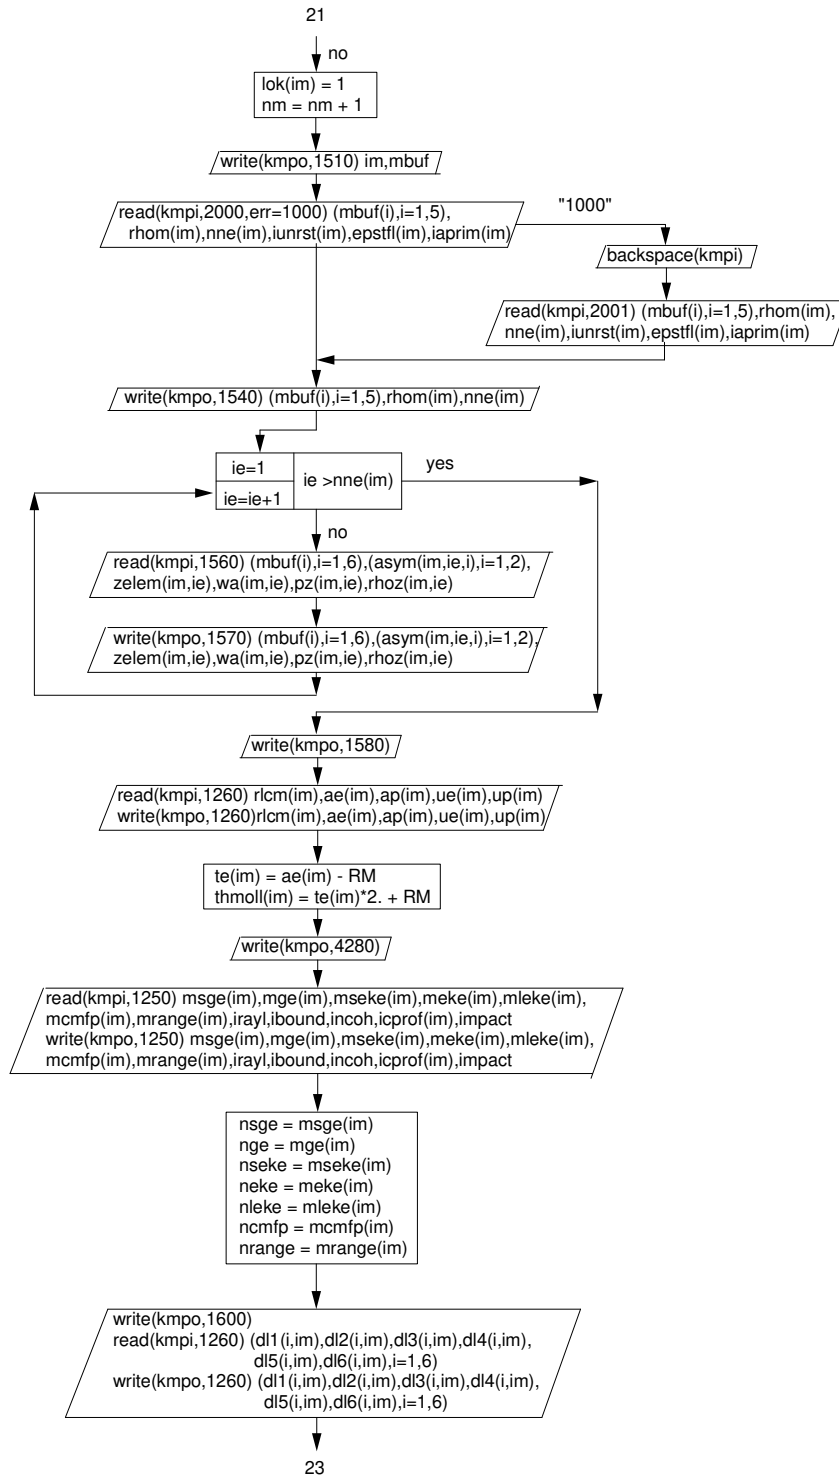 21
no
lok(im) = 1
nm = nm + 1
write(kmpo,1510) im,mbuf
read(kmpi,2000,err=1000) (mbuf(i),i=1,5),
rhom(im),nne(im),iunrst(im),epstfl(im),iaprim(im)
"1000"
backspace(kmpi)
read(kmpi,2001) (mbuf(i),i=1,5),rhom(im),
nne(im),iunrst(im),epstfl(im),iaprim(im)
write(kmpo,1540) (mbuf(i),i=1,5),rhom(im),nne(im)
ie=1
ie=ie+1
ie >nne(im)
yes
no
read(kmpi,1560) (mbuf(i),i=1,6),(asym(im,ie,i),i=1,2),
zelem(im,ie),wa(im,ie),pz(im,ie),rhoz(im,ie)
write(kmpo,1570) (mbuf(i),i=1,6),(asym(im,ie,i),i=1,2),
zelem(im,ie),wa(im,ie),pz(im,ie),rhoz(im,ie)
write(kmpo,1580)
read(kmpi,1260) rlcm(im),ae(im),ap(im),ue(im),up(im)
write(kmpo,1260)rlcm(im),ae(im),ap(im),ue(im),up(im)
te(im) = ae(im) - RM
thmoll(im) = te(im)*2. + RM
write(kmpo,4280)
read(kmpi,1250) msge(im),mge(im),mseke(im),meke(im),mleke(im),
mcmfp(im),mrange(im),irayl,ibound,incoh,icprof(im),impact
write(kmpo,1250) msge(im),mge(im),mseke(im),meke(im),mleke(im),
mcmfp(im),mrange(im),irayl,ibound,incoh,icprof(im),impact
nsge = msge(im)
nge = mge(im)
nseke = mseke(im)
neke = meke(im)
nleke = mleke(im)
ncmfp = mcmfp(im)
nrange = mrange(im)
write(kmpo,1600)
read(kmpi,1260) (dl1(i,im),dl2(i,im),dl3(i,im),dl4(i,im),
dl5(i,im),dl6(i,im),i=1,6)
write(kmpo,1260) (dl1(i,im),dl2(i,im),dl3(i,im),dl4(i,im),
dl5(i,im),dl6(i,im),i=1,6)
23